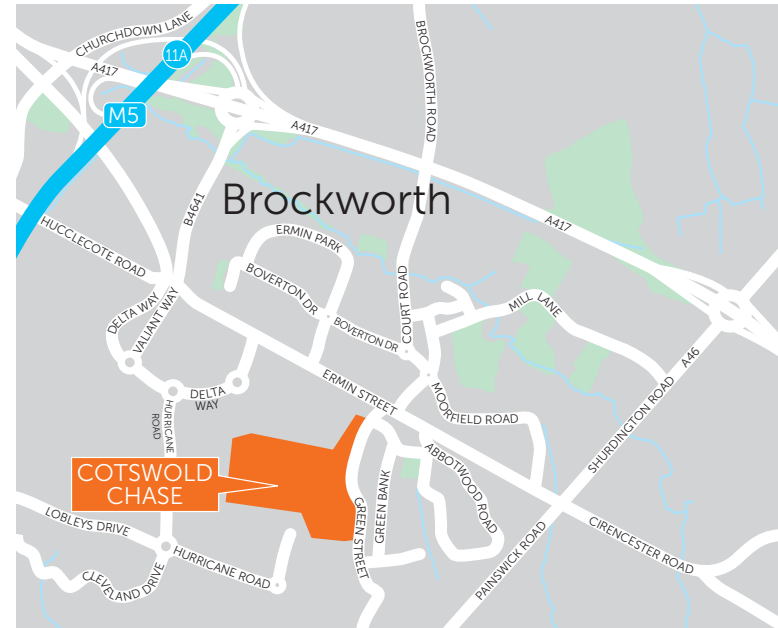 CHURCHDOWN LANE
11A
A417
M5
BROCKWORTH ROAD
A417
B4641
Brockworth
A417
HUCCLECOTE ROAD
ERMIN PARK
BOVERTON DR
DELTA WAY
VALIANT WAY
BOVERTON DR
COURT ROAD
MILL LANE
A46
SHURDINGTON ROAD
ERMIN STREET
DELTA
WAY
MOORFIELD ROAD
HURRICANE
ROAD
ABBOTWOOD ROAD
COTSWOLD
CHASE
GREEN STREET
GREEN BANK
LOBLEYS DRIVE
CIRENCESTER ROAD
PAINSWICK ROAD
HURRICANE ROAD
CLEVELAND DRIVE